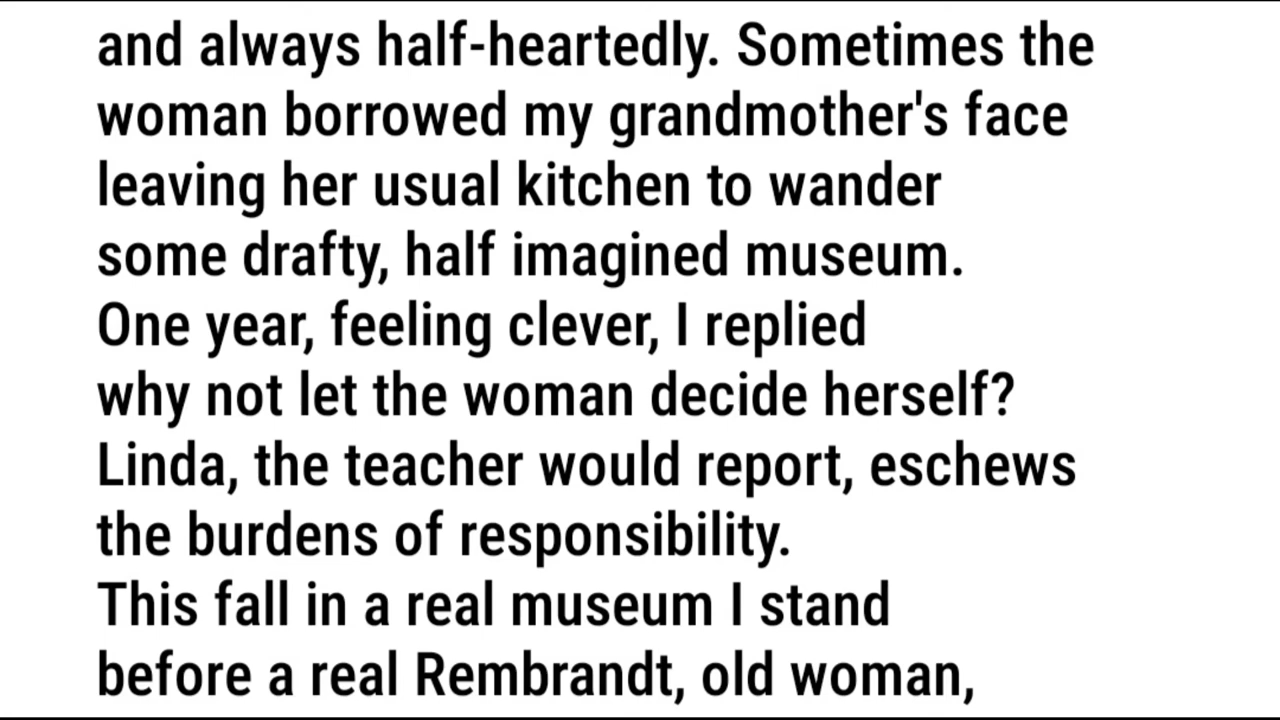 and always half-heartedly. Sometimes the
woman borrowed my grandmother's face
leaving her usual kitchen to wander
some drafty, half imagined museum.
One year, feeling clever, I replied
why not let the woman decide herself?
Linda, the teacher would report, eschews
the burdens of responsibility.
This fall in a real museum I stand
before a real Rembrandt, old woman,